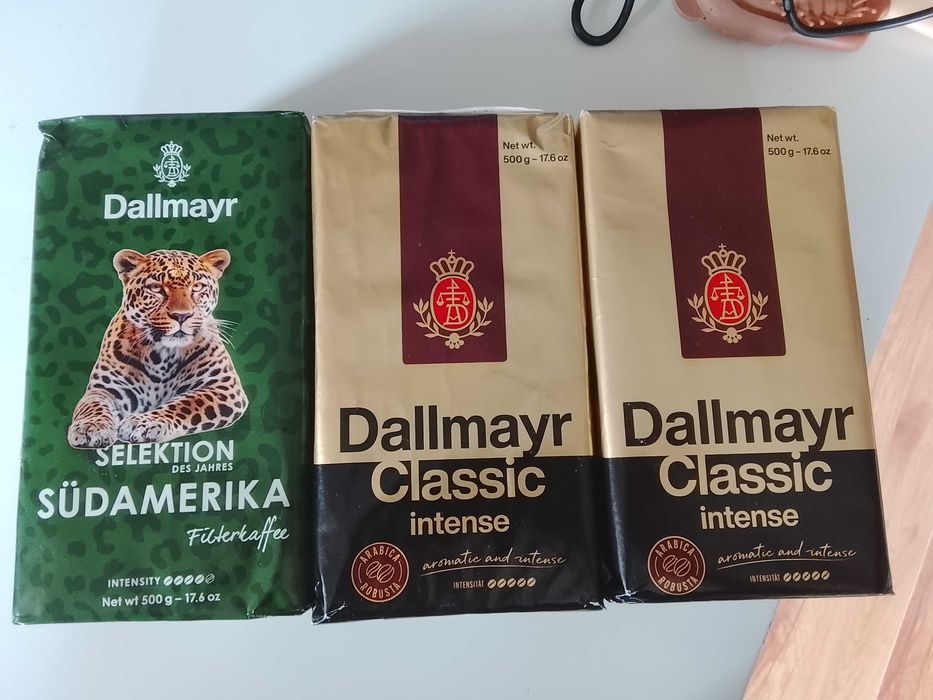 Dallmayr
SELEKTION
DES JAHRES
SÜDAMERIKA
Filterkaffee
INTENSITY
Net wt 500 g – 17.6 oz
Net wt.
500 g – 17.6 oz
Dallmayr
Classic
intense
ARABICA
ROBUSTA
aromatic and intense
INTENSITÄT
Net wt.
500 g – 17.6 oz
Dallmayr
Classic
intense
ARABICA
ROBUSTA
aromatic and intense
INTENSITÄT